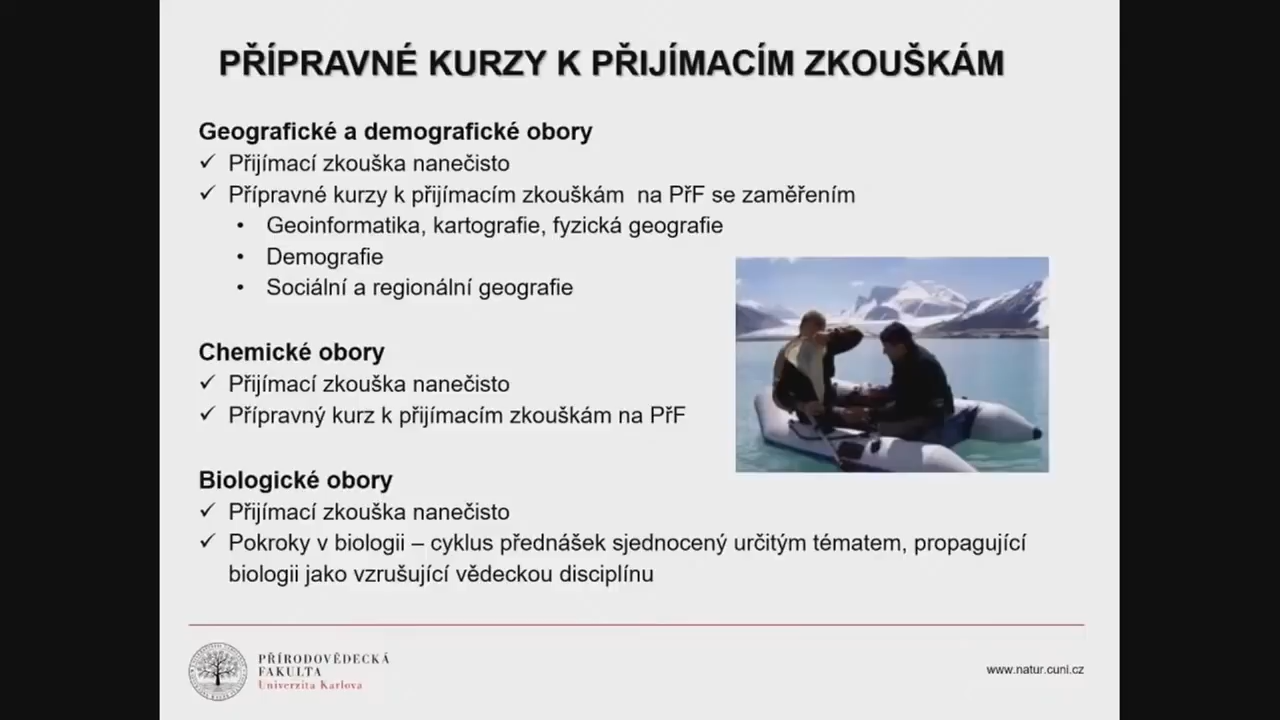 PŘÍPRAVNÉ KURZY K PŘIJÍMACÍM ZKOUŠKÁM
Geografické a demografické obory
✓ Přijímací zkouška nanečisto
✓ Přípravné kurzy k přijímacím zkouškám na PřF se zaměřením
• Geoinformatika, kartografie, fyzická geografie
• Demografie
• Sociální a regionální geografie
Chemické obory
✓ Přijímací zkouška nanečisto
✓ Přípravný kurz k přijímacím zkouškám na PřF
Biologické obory
✓ Přijímací zkouška nanečisto
✓ Pokroky v biologii – cyklus přednášek sjednocený určitým tématem, propagující
biologii jako vzrušující vědeckou disciplínu
PŘÍRODOVĚDECKÁ
FAKULTA
Univerzita Karlova
www.natur.cuni.cz